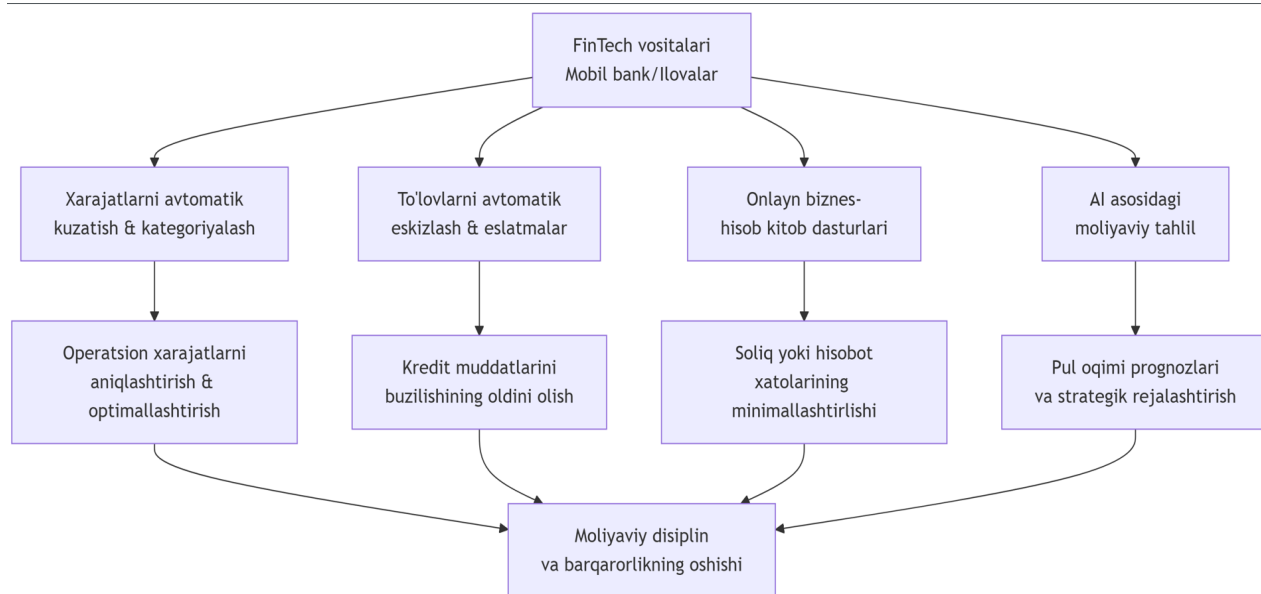 FinTech vositalari
Mobil bank/Ilovalar
Xarajatlarni avtomatik
kuzatish & kategoriyalash
To'lovlarni avtomatik
eskizlash & eslatmalar
Onlayn biznes-
hisob kitob dasturlari
AI asosidagi
moliyaviy tahlil
Operatsion xarajatlarni
aniqlashtirish &
optimallashtirish
Kredit muddatlarini
buzilishining oldini olish
Soliq yoki hisobot
xatolarining
minimallashtirlishi
Pul oqimi prognozlari
va strategik rejalashtirish
Moliyaviy disiplin
va barqarorlikning oshishi